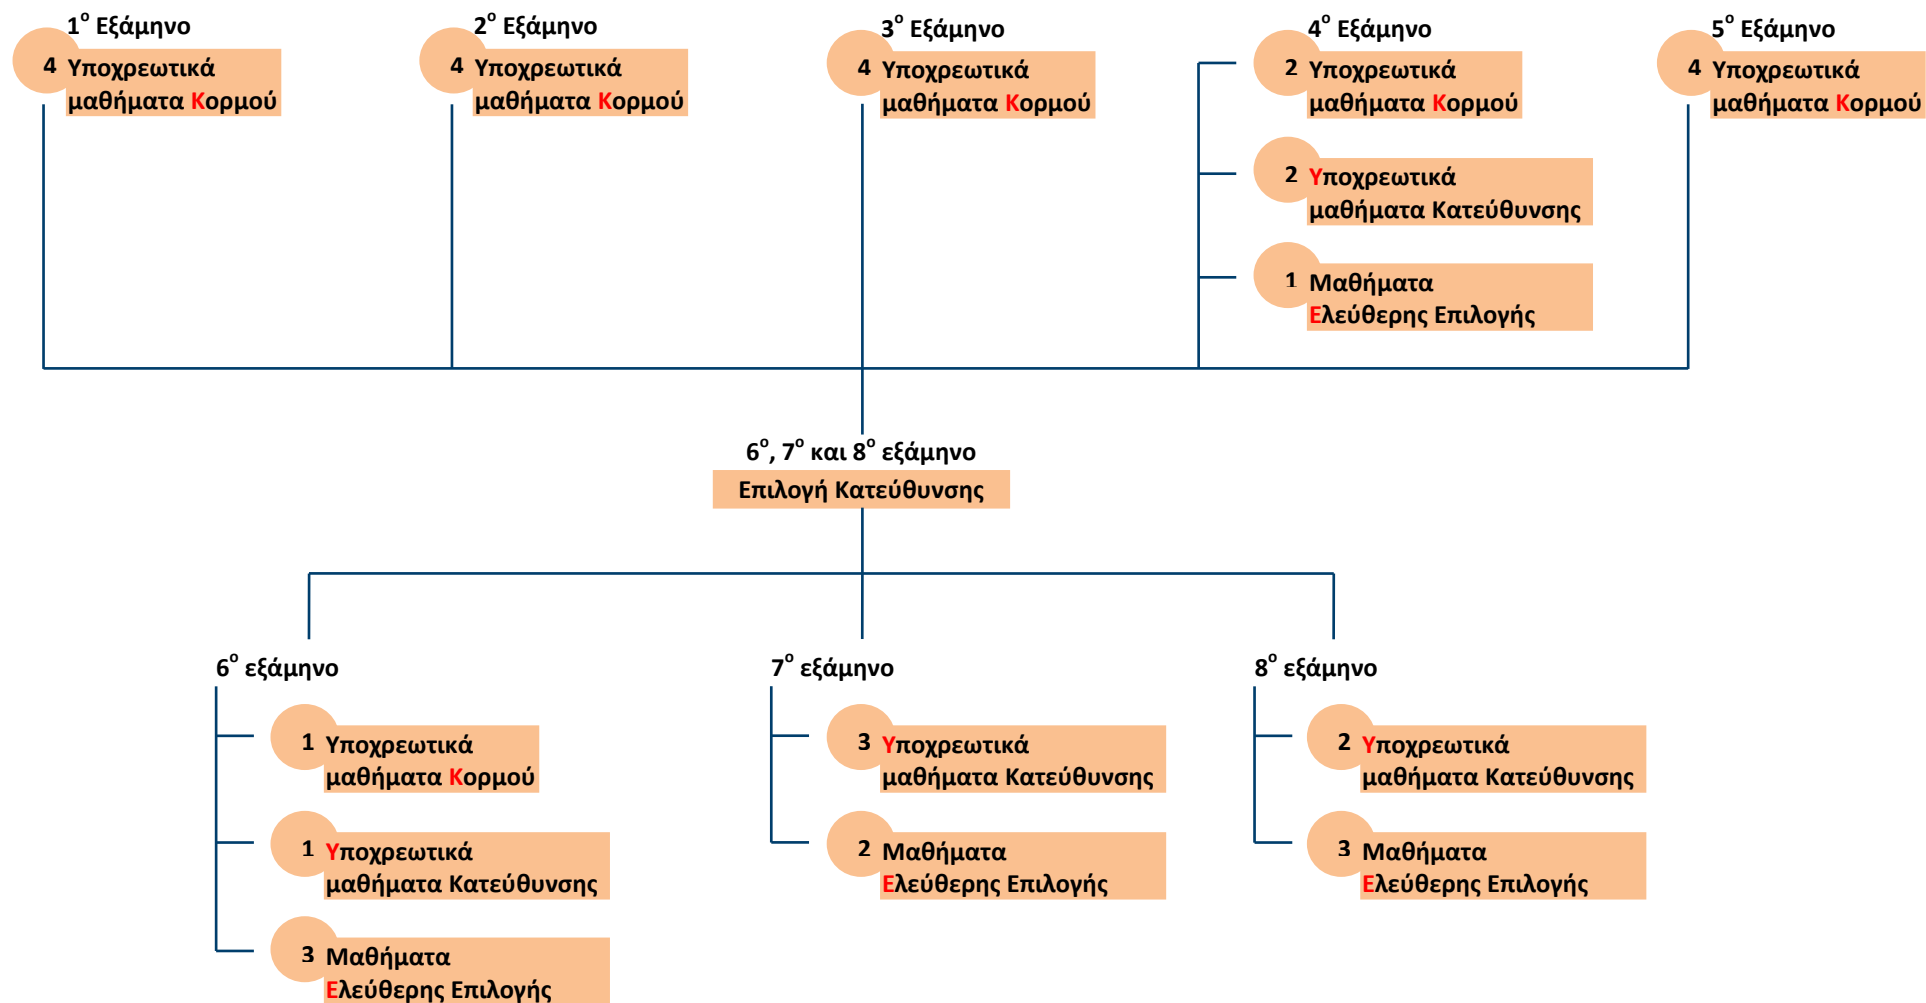 1ο Εξάμηνο
4 Υποχρεωτικά
μαθήματα Κορμού
2ο Εξάμηνο
4 Υποχρεωτικά
μαθήματα Κορμού
3ο Εξάμηνο
4 Υποχρεωτικά
μαθήματα Κορμού
4ο Εξάμηνο
2 Υποχρεωτικά
μαθήματα Κορμού
2 Υποχρεωτικά
μαθήματα Κατεύθυνσης
1 Μαθήματα
Ελεύθερης Επιλογής
5ο Εξάμηνο
4 Υποχρεωτικά
μαθήματα Κορμού
6ο, 7ο και 8ο εξάμηνο
Επιλογή Κατεύθυνσης
6ο εξάμηνο
1 Υποχρεωτικά
μαθήματα Κορμού
1 Υποχρεωτικά
μαθήματα Κατεύθυνσης
3 Μαθήματα
Ελεύθερης Επιλογής
7ο εξάμηνο
3 Υποχρεωτικά
μαθήματα Κατεύθυνσης
2 Μαθήματα
Ελεύθερης Επιλογής
8ο εξάμηνο
2 Υποχρεωτικά
μαθήματα Κατεύθυνσης
3 Μαθήματα
Ελεύθερης Επιλογής